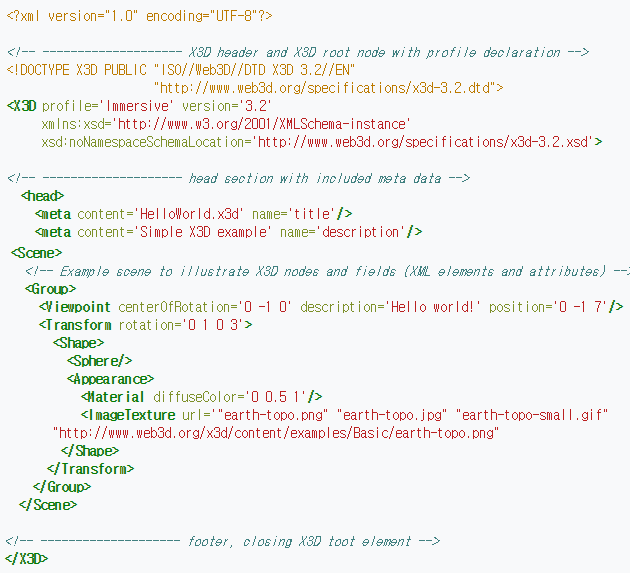 <?xml version="1.0" encoding="UTF-8"?>
<!-- -------------------- X3D header and X3D root node with profile declaration -->
<!DOCTYPE X3D PUBLIC "ISO//Web3D//DTD X3D 3.2//EN"
"http://www.web3d.org/specifications/x3d-3.2.dtd">
<X3D profile='Immersive' version='3.2'
xmlns:xsd='http://www.w3.org/2001/XMLSchema-instance'
xsd:noNamespaceSchemaLocation='http://www.web3d.org/specifications/x3d-3.2.xsd'>
<!-- -------------------- head section with included meta data -->
<head>
<meta content='HelloWorld.x3d' name='title'/>
<meta content='Simple X3D example' name='description'/>
<Scene>
<!-- Example scene to illustrate X3D nodes and fields (XML elements and attributes) -->
<Group>
<Viewpoint centerOfRotation='0 -1 0' description='Hello world!' position='0 -1 7'/>
<Transform rotation='0 1 0 3'>
<Shape>
<Sphere/>
<Appearance>
<Material diffuseColor='0 0.5 1'/>
<ImageTexture url='"earth-topo.png" "earth-topo.jpg" "earth-topo-small.gif"
"http://www.web3d.org/x3d/content/examples/Basic/earth-topo.png"
</Shape>
</Transform>
</Group>
</Scene>
<!-- -------------------- footer, closing X3D toot element -->
</X3D>